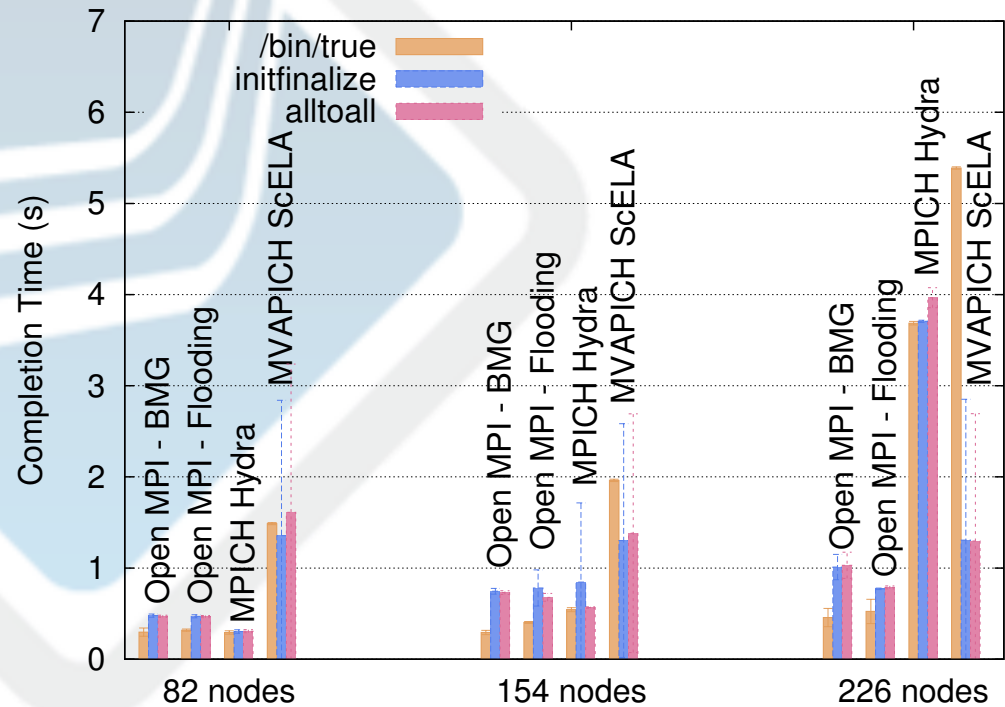 7
6
5
4
3
2
1
0
Completion Time (s)
/bin/true
initfinalize
alltoall
Open MPI - BMG
Open MPI - Flooding
MPICH Hydra
MVAPICH ScELA
Open MPI - BMG
Open MPI - Flooding
MPICH Hydra
MVAPICH ScELA
Open MPI - BMG
Open MPI - Flooding
MPICH Hydra
MVAPICH ScELA
82 nodes
154 nodes
226 nodes